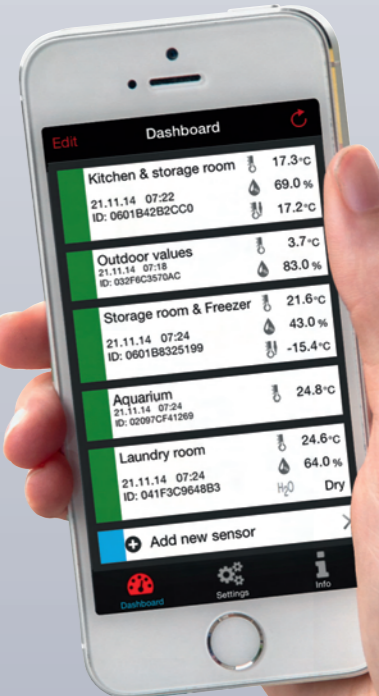 Edit Dashboard
Kitchen & storage room 17.3°C
21.11.14 07:22 69.0 %
ID: 0601B42B2CC0 17.2°C
Outdoor values 3.7°C
21.11.14 07:18
ID: 032F6C3570AC 83.0 %
Storage room & Freezer 21.6°C
21.11.14 07:24 43.0 %
ID: 0601B8325199 -15.4°C
Aquarium 24.8°C
21.11.14 07:24
ID: 02097CF41269
Laundry room 24.6°C
21.11.14 07:24 64.0 %
ID: 041F3C9648B3 H2O Dry
Add new sensor
Dashboard Settings Info